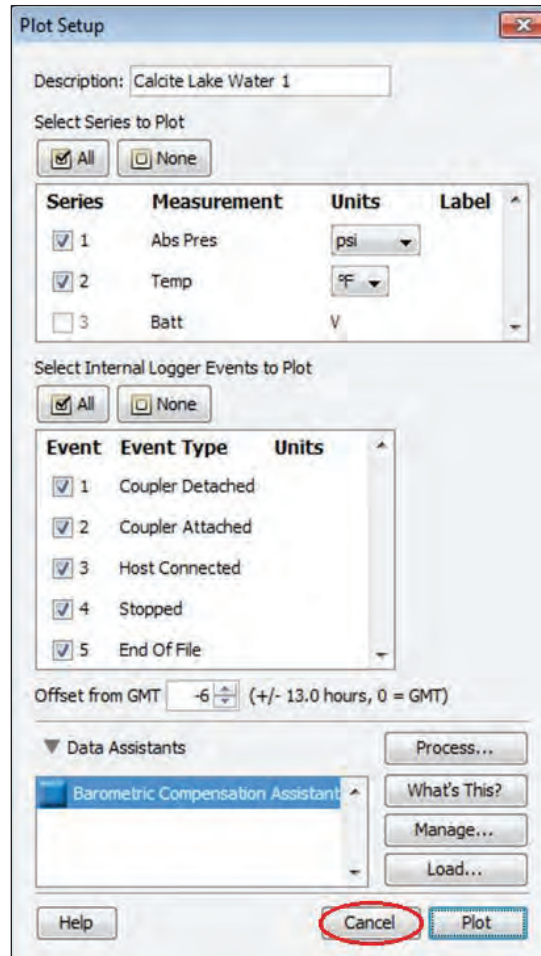 Plot Setup
Description: Calcite Lake Water 1
Select Series to Plot
All None
Series Measurement Units Label
1 Abs Pres psi
2 Temp °F
3 Batt V
Select Internal Logger Events to Plot
All None
Event Event Type Units
1 Coupler Detached
2 Coupler Attached
3 Host Connected
4 Stopped
5 End Of File
Offset from GMT -6 (+/- 13.0 hours, 0 = GMT)
Data Assistants
Process...
Barometric Compensation Assistant
What's This?
Manage...
Load...
Help Cancel Plot